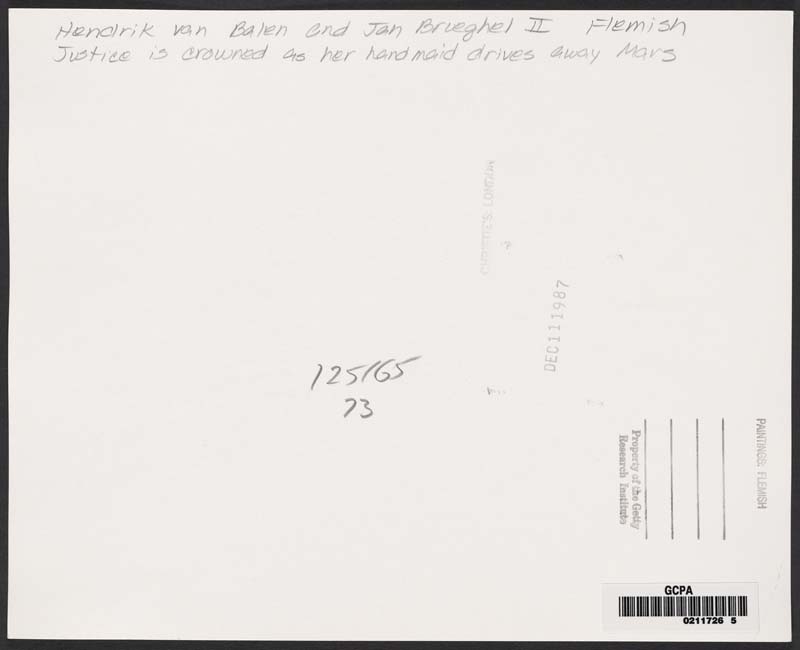 Hendrik van Balen and Jan Brueghel II Flemish
Justice is crowned as her handmaid drives away Mars
CHRISTIE'S, LONDON
DEC 11 1987
125165
73
PAINTINGS: FLEMISH
Property of the Getty
Research Institute
GCPA
0211726 5